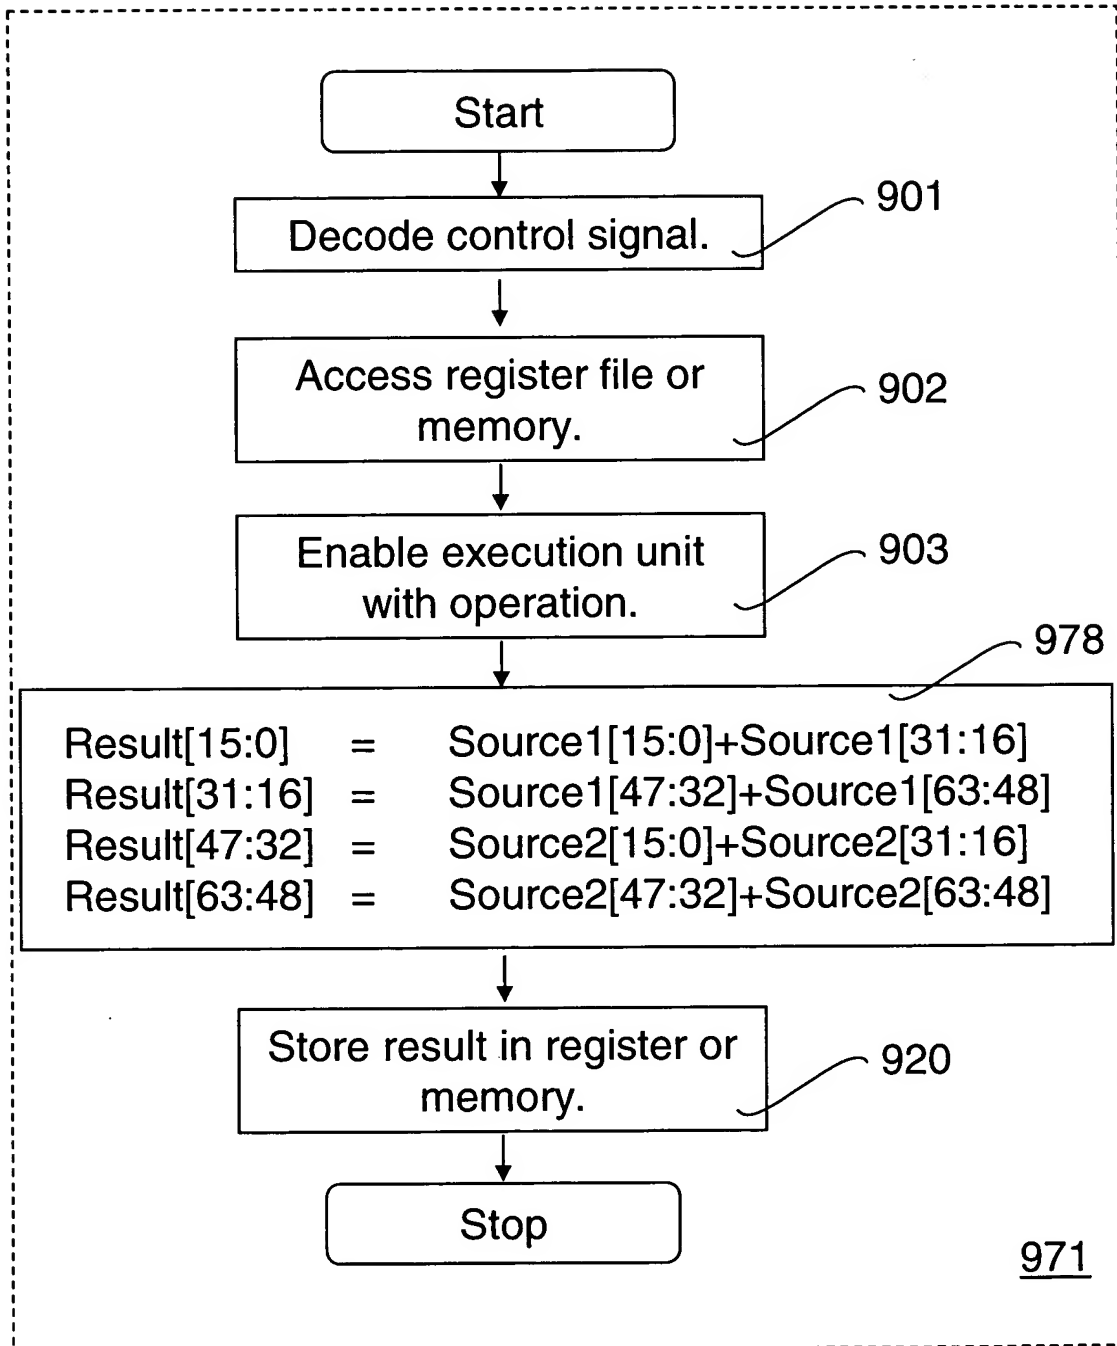 Start
Decode control signal.
901
Access register file or
memory.
902
Enable execution unit
with operation.
903
978
Result[15:0] = Source1[15:0]+Source1[31:16]
Result[31:16] = Source1[47:32]+Source1[63:48]
Result[47:32] = Source2[15:0]+Source2[31:16]
Result[63:48] = Source2[47:32]+Source2[63:48]
Store result in register or
memory.
920
Stop
971